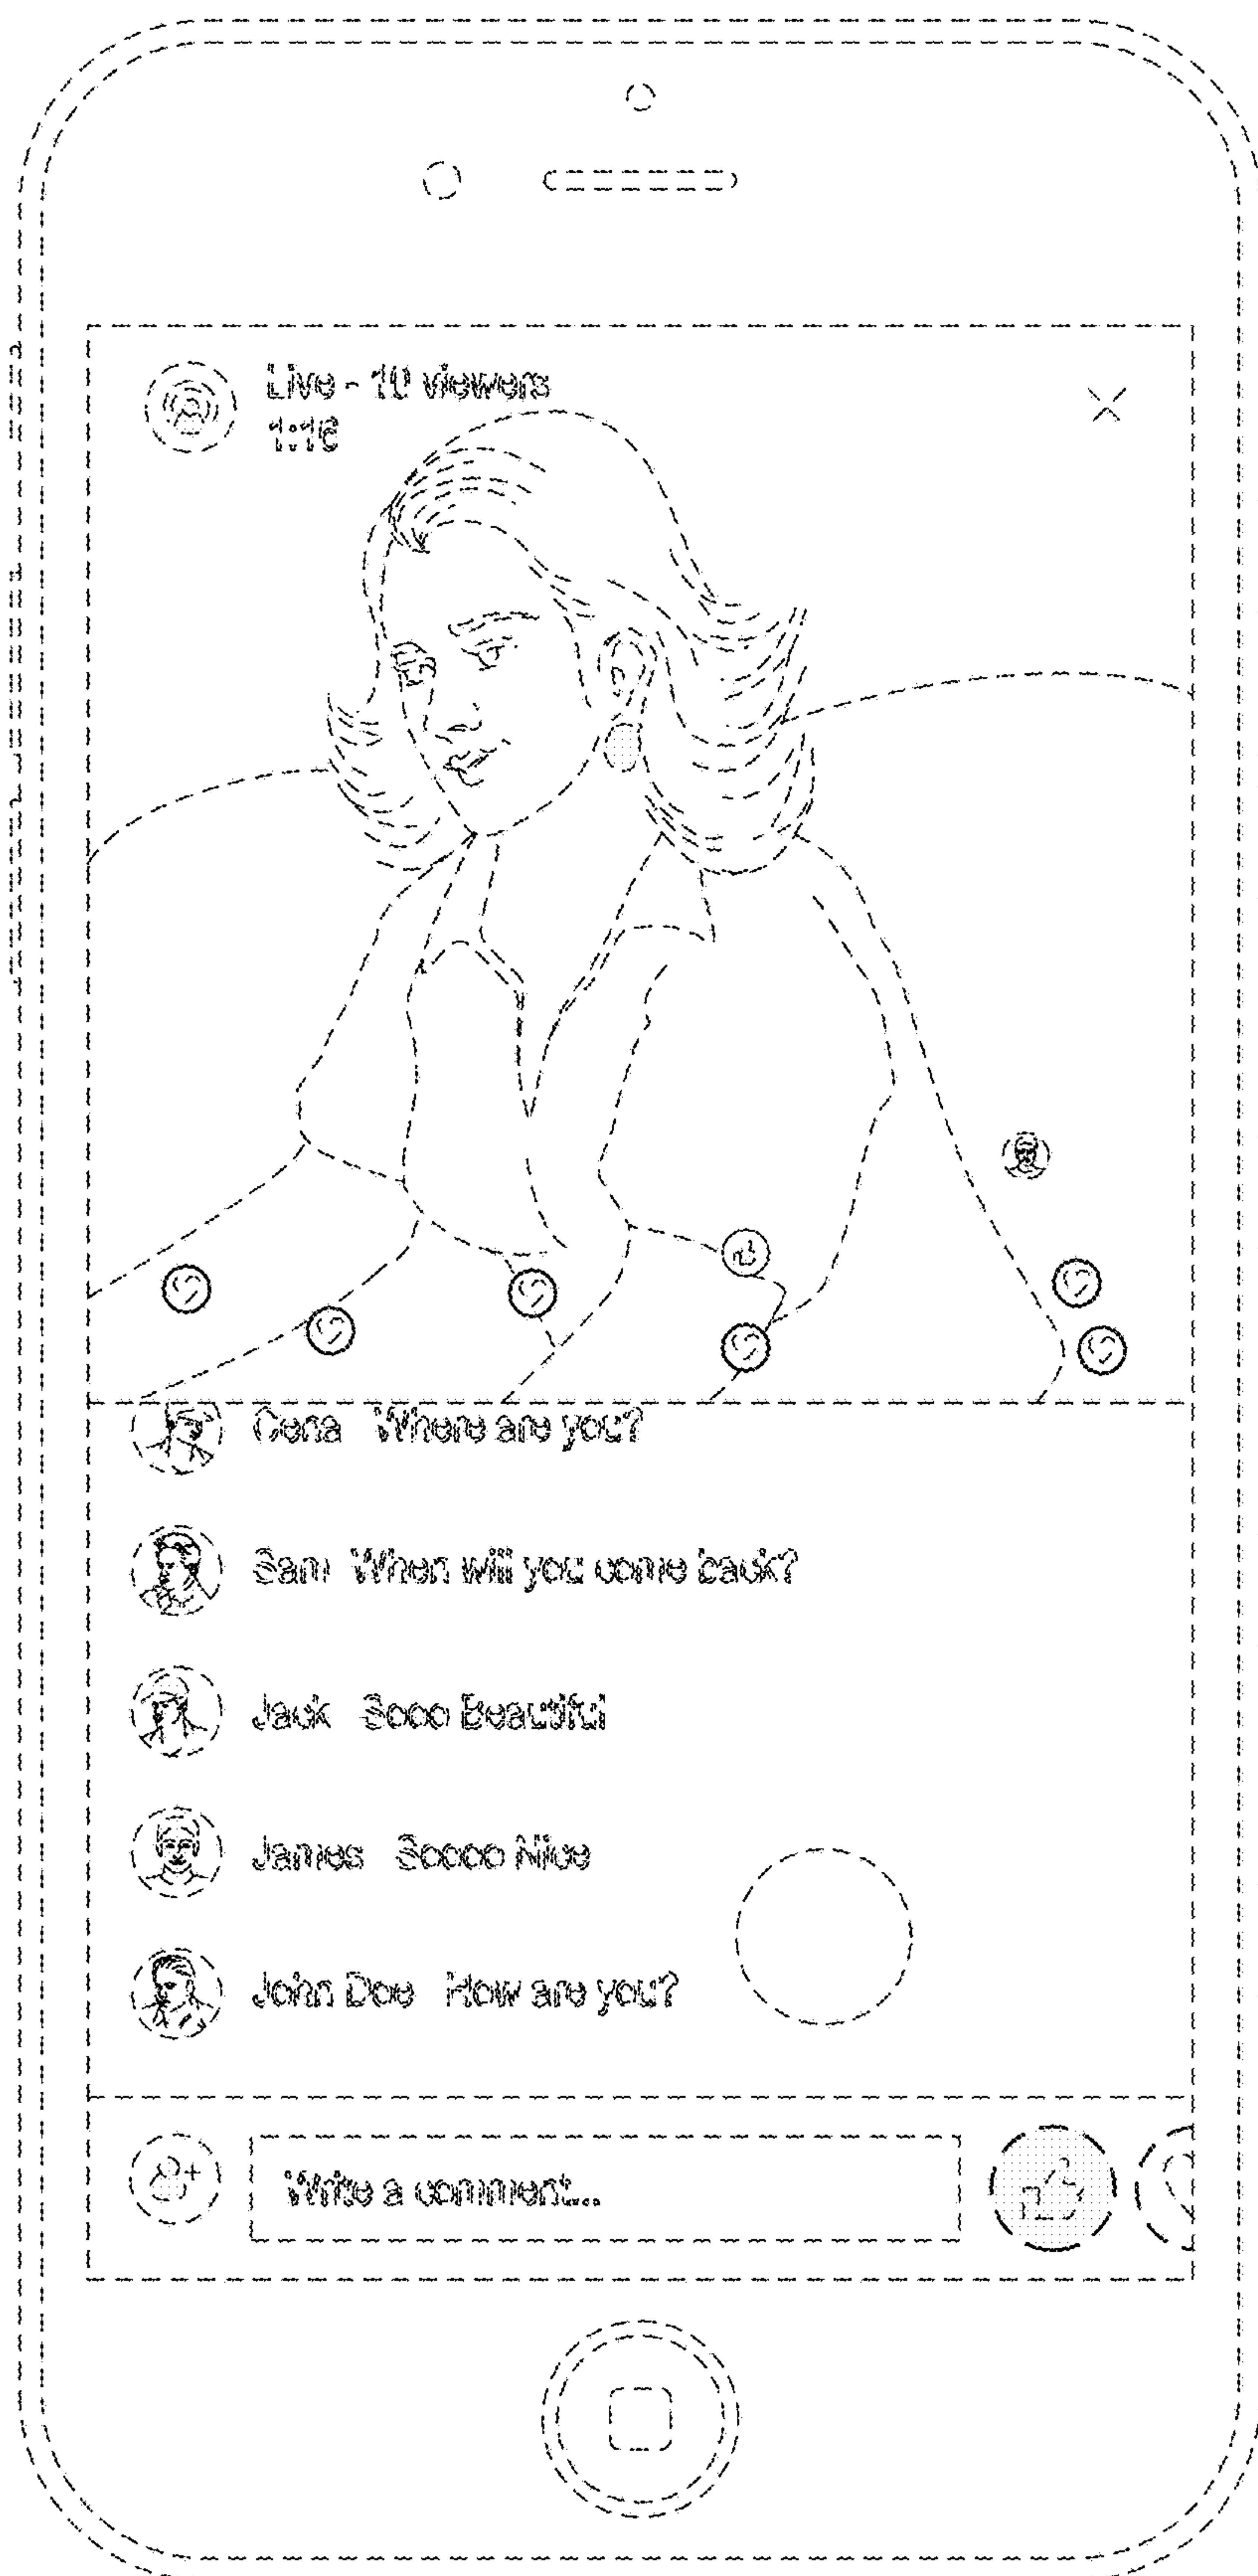 Live - 10 viewers
1:16
Cena Where are you?
Sam When will you come back?
Jack Sooo Beautiful
James Soooo Nice
John Doe How are you?
Write a comment...